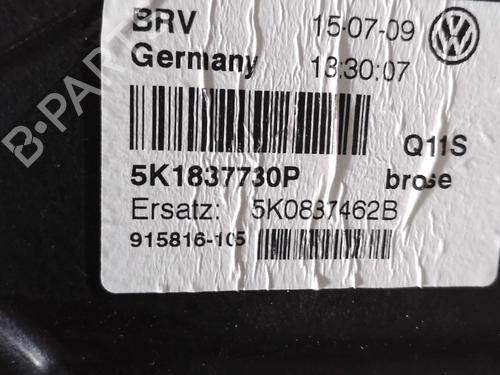 BRV 15-07-09
Germany 13:30:07
Q11S
5K1837730P brose
Ersatz: 5K0837462B
915816-105
B-PARTS